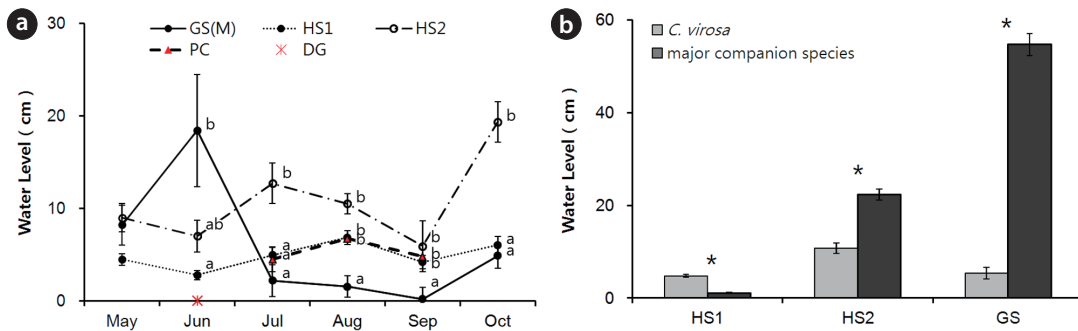 a
GS(M) HS1 HS2
PC DG
Water Level ( cm )
30
20
10
0
b
ab
a
b
a
a
a
b
b
b
a
b
b
b
a
b
a
a
May Jun Jul Aug Sep Oct
b
C. virosa
major companion species
Water Level ( cm )
60
40
20
0
*
*
*
HS1 HS2 GS